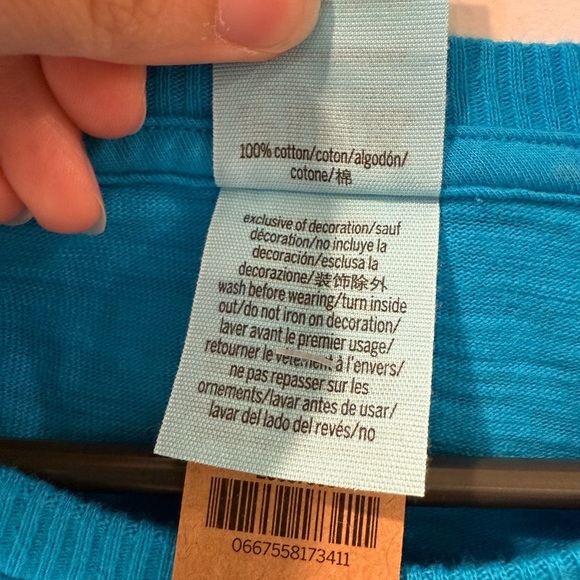 100% cotton/coton/algodón/
cotone/棉
exclusive of decoration/sauf
décoration/no incluye la
decoración/esclusa la
decorazione/装饰除外
wash before wearing/turn inside
out/do not iron on decoration/
laver avant le premier usage/
retourner le vêtement à l'envers/
ne pas repasser sur les
ornements/lavar antes de usar/
lavar del lado del revés/no
0667558173411